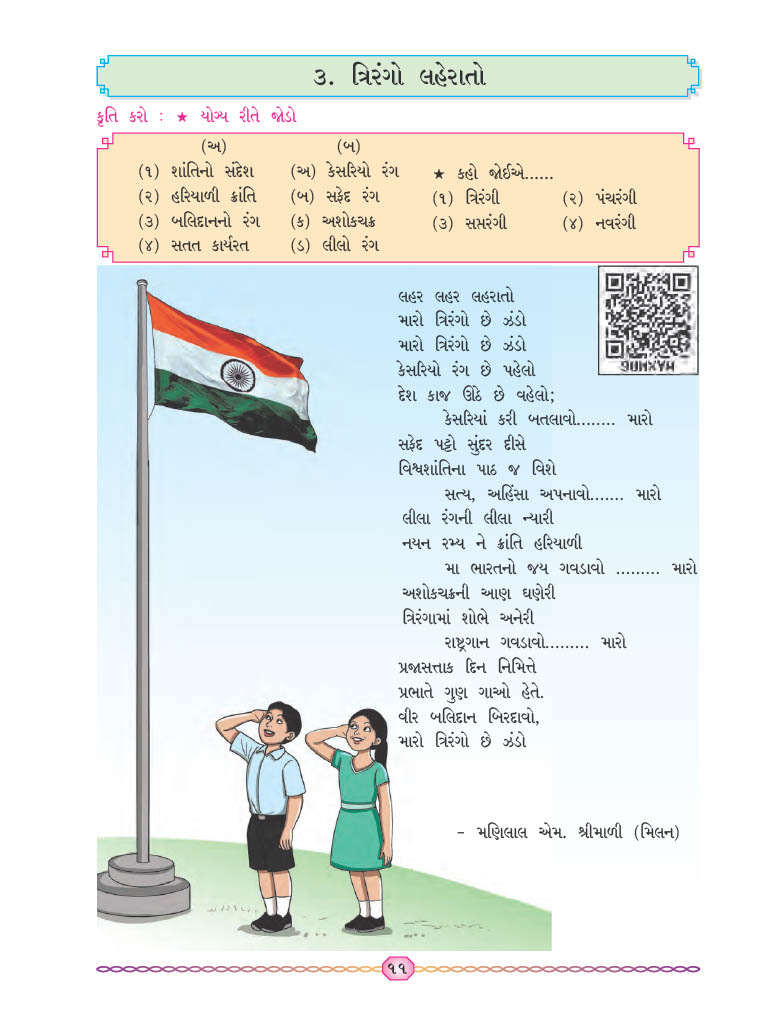 ૩. ત્રિરંગો લહેરાતો
કૃતિ કરો : ★ યોગ્ય રીતે જોડો
(અ) (બ)
(૧) શાંતિનો સંદેશ (અ) કેસરિયો રંગ
(૨) હરિયાળી ક્રાંતિ (બ) સફેદ રંગ
(૩) બલિદાનનો રંગ (ક) અશોકચક્ર
(૪) સતત કાર્યરત (ડ) લીલો રંગ
★ કહો જોઈએ......
(૧) ત્રિરંગી (૨) પંચરંગી
(૩) સપ્તરંગી (૪) નવરંગી
લહર લહર લહરાતો
મારો ત્રિરંગો છે ઝંડો
મારો ત્રિરંગો છે ઝંડો
કેસરિયો રંગ છે પહેલો
દેશ કાજ ઊઠે છે વહેલો;
કેસરિયાં કરી બતલાવો........ મારો
સફેદ પટ્ટો સુંદર દીસે
વિશ્વશાંતિના પાઠ જ વિશે
સત્ય, અહિંસા અપનાવો....... મારો
લીલા રંગની લીલા ન્યારી
નયન રમ્ય ને ક્રાંતિ હરિયાળી
મા ભારતનો જય ગવડાવો ......... મારો
અશોકચક્રની આણ ઘણેરી
ત્રિરંગામાં શોભે અનેરી
રાષ્ટ્રગાન ગવડાવો......... મારો
પ્રજાસત્તાક દિન નિમિત્તે
પ્રભાતે ગુણ ગાઓ હેતે.
વીર બલિદાન બિરદાવો,
મારો ત્રિરંગો છે ઝંડો
– મણિલાલ એમ. શ્રીમાળી (મિલન)
૧૧